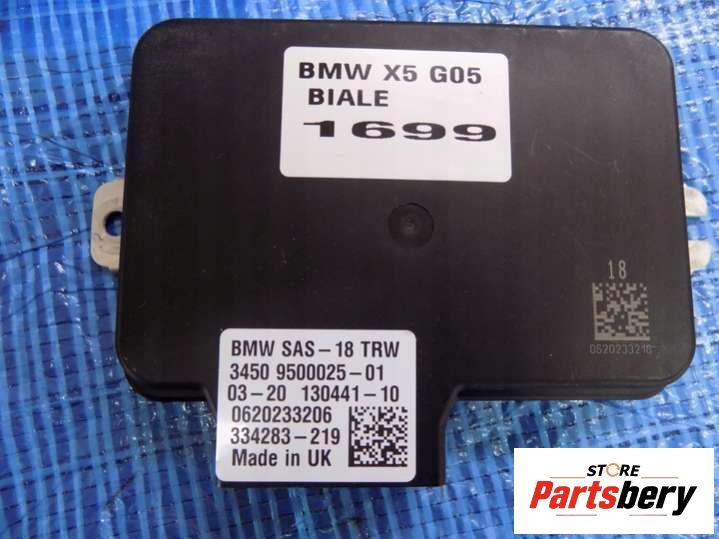 BMW X5 G05
BIALE
1699
18
0620233218
BMW SAS-18 TRW
3450 9500025-01
03-20 130441-10
0620233206
334283-219
Made in UK
STORE
Partsbery